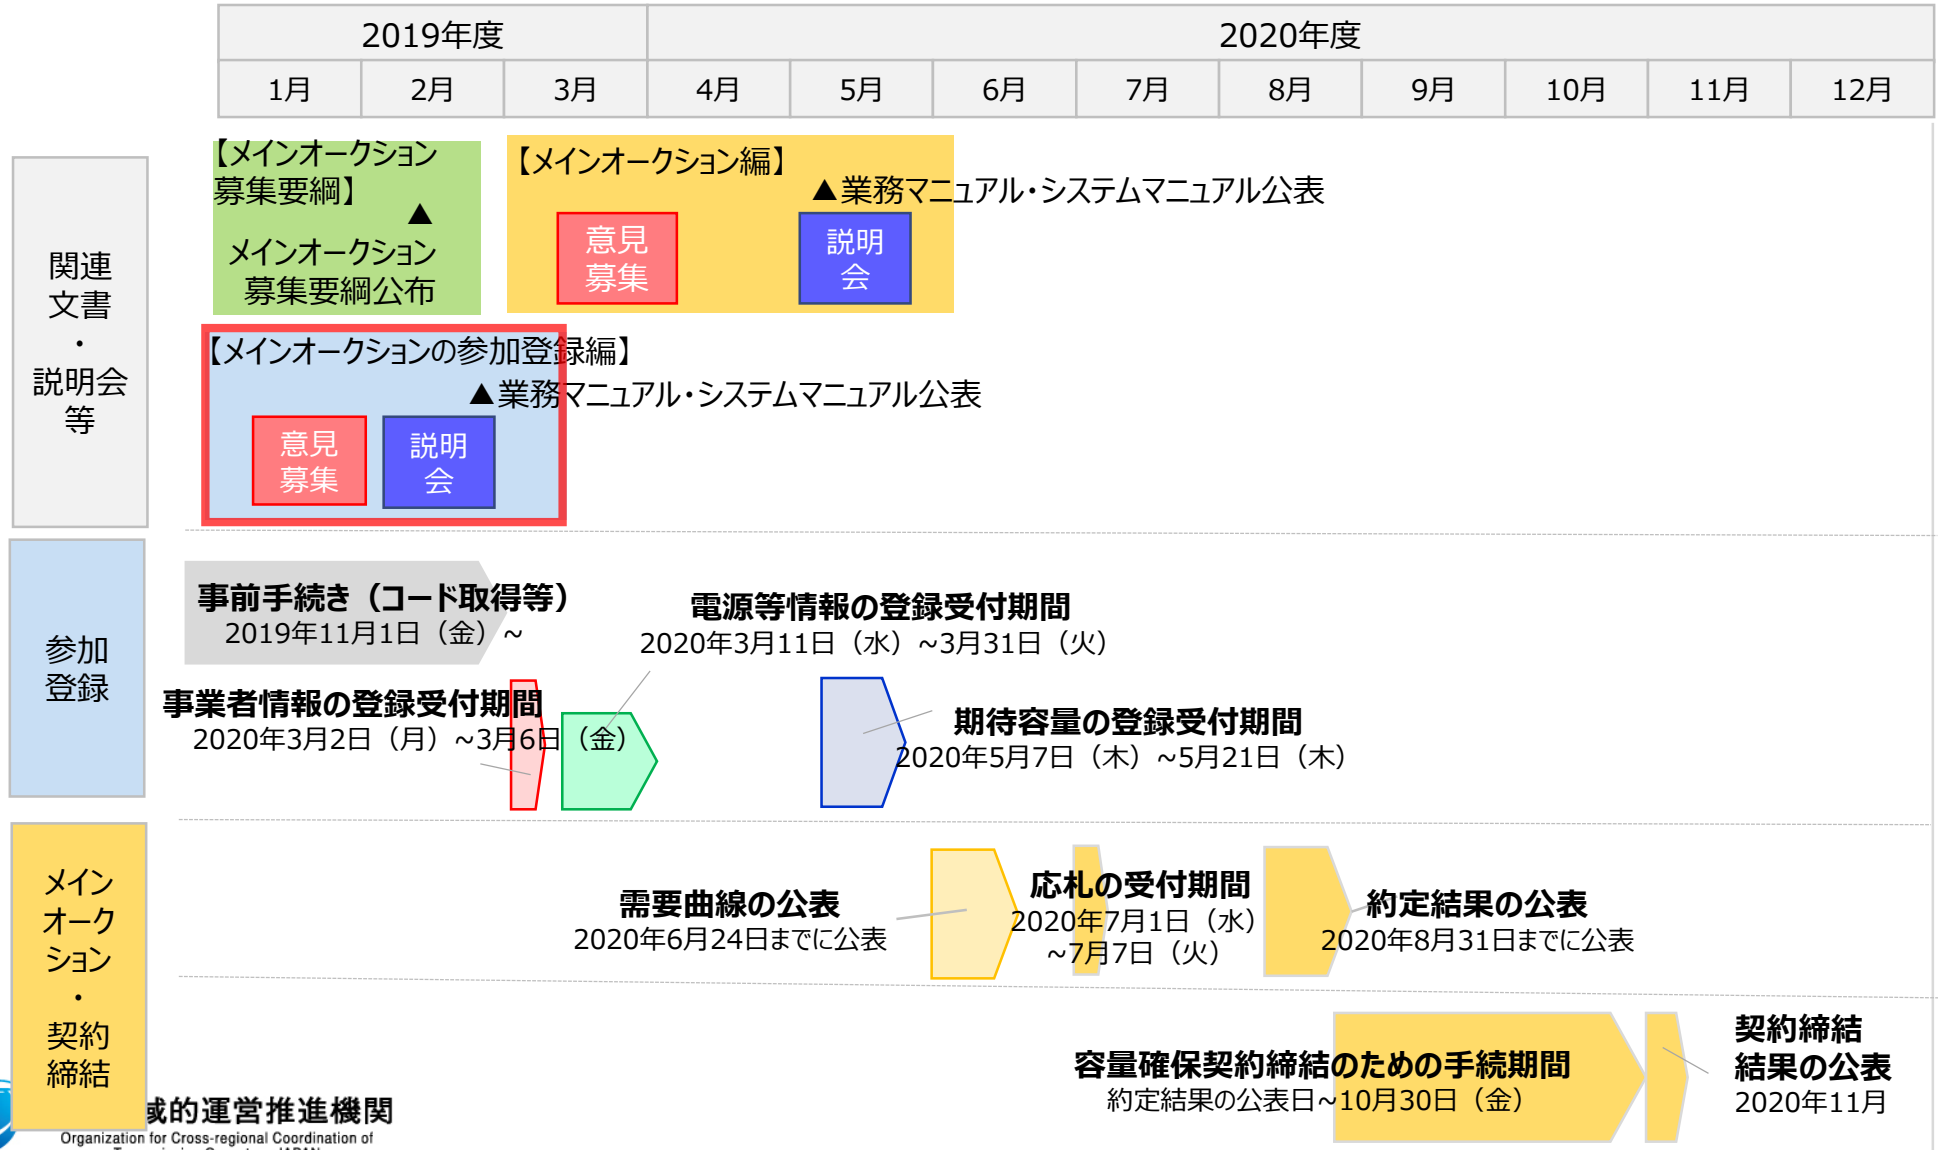 2019年度
2020年度
1月
2月
3月
4月
5月
6月
7月
8月
9月
10月
11月
12月
関連
文書
・
説明会
等
【メインオークション
募集要綱】
▲
メインオークション
募集要綱公布
【メインオークション編】
▲業務マニュアル・システムマニュアル公表
意見
募集
説明
会
【メインオークションの参加登録編】
▲業務マニュアル・システムマニュアル公表
意見
募集
説明
会
参加
登録
事前手続き（コード取得等）
2019年11月1日（金）~
電源等情報の登録受付期間
2020年3月11日（水）~3月31日（火）
事業者情報の登録受付期間
2020年3月2日（月）~3月6日（金）
期待容量の登録受付期間
2020年5月7日（木）~5月21日（木）
メイン
オーク
ション
・
契約
締結
需要曲線の公表
2020年6月24日までに公表
応札の受付期間
2020年7月1日（水）
~7月7日（火）
約定結果の公表
2020年8月31日までに公表
容量確保契約締結のための手続期間
約定結果の公表日~10月30日（金）
契約締結
結果の公表
2020年11月
域的運営推進機関
Organization for Cross-regional Coordination of